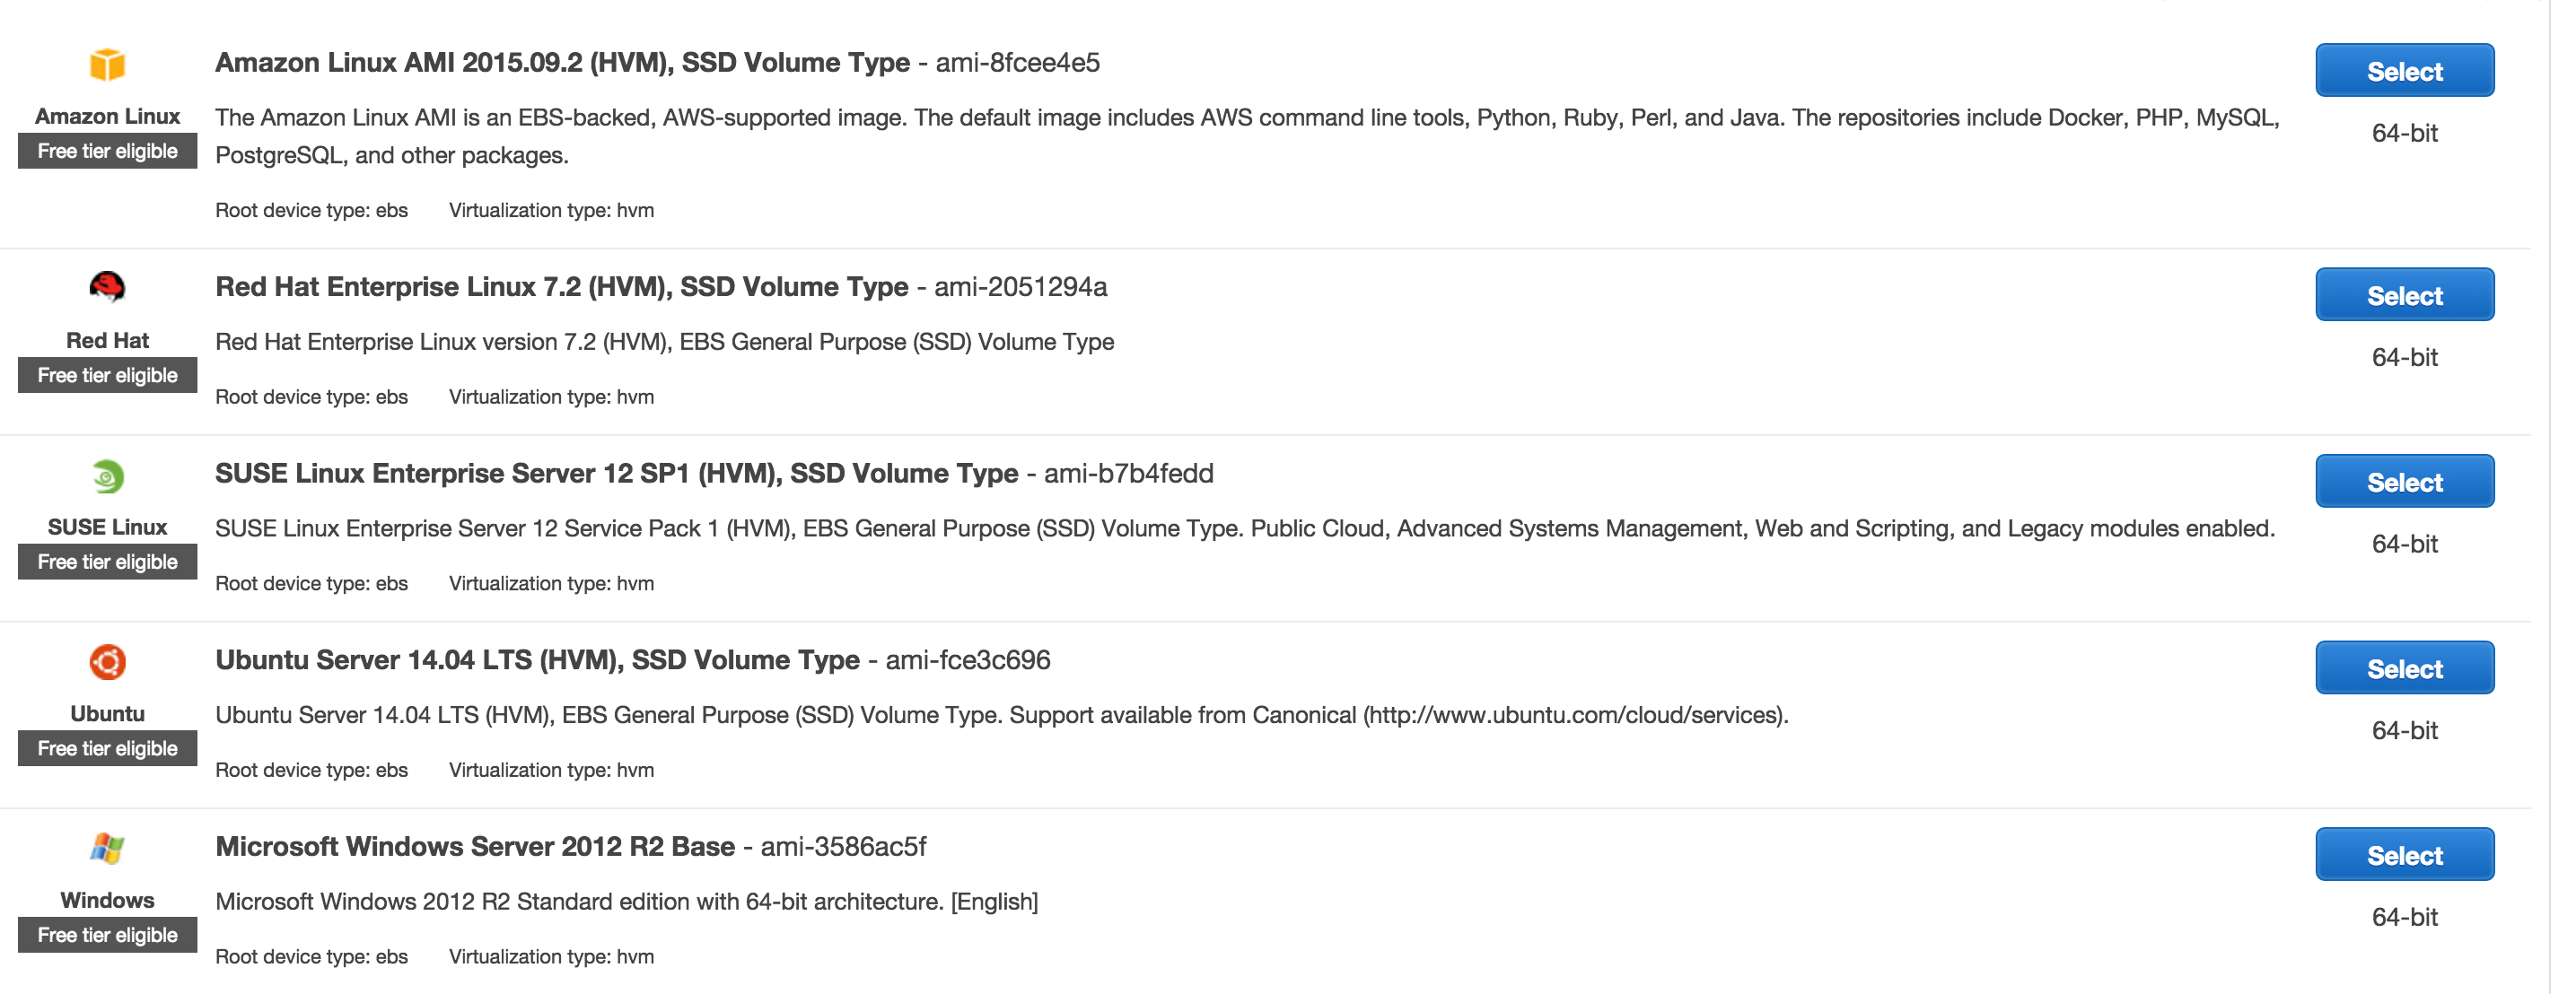 Amazon Linux AMI 2015.09.2 (HVM), SSD Volume Type - ami-8fcee4e5
Select
Amazon Linux
Free tier eligible
The Amazon Linux AMI is an EBS-backed, AWS-supported image. The default image includes AWS command line tools, Python, Ruby, Perl, and Java. The repositories include Docker, PHP, MySQL,
PostgreSQL, and other packages.
64-bit
Root device type: ebs Virtualization type: hvm
Red Hat Enterprise Linux 7.2 (HVM), SSD Volume Type - ami-2051294a
Select
Red Hat
Free tier eligible
Red Hat Enterprise Linux version 7.2 (HVM), EBS General Purpose (SSD) Volume Type
64-bit
Root device type: ebs Virtualization type: hvm
SUSE Linux Enterprise Server 12 SP1 (HVM), SSD Volume Type - ami-b7b4fedd
Select
SUSE Linux
Free tier eligible
SUSE Linux Enterprise Server 12 Service Pack 1 (HVM), EBS General Purpose (SSD) Volume Type. Public Cloud, Advanced Systems Management, Web and Scripting, and Legacy modules enabled.
64-bit
Root device type: ebs Virtualization type: hvm
Ubuntu Server 14.04 LTS (HVM), SSD Volume Type - ami-fce3c696
Select
Ubuntu
Free tier eligible
Ubuntu Server 14.04 LTS (HVM), EBS General Purpose (SSD) Volume Type. Support available from Canonical (http://www.ubuntu.com/cloud/services).
64-bit
Root device type: ebs Virtualization type: hvm
Microsoft Windows Server 2012 R2 Base - ami-3586ac5f
Select
Windows
Free tier eligible
Microsoft Windows 2012 R2 Standard edition with 64-bit architecture. [English]
64-bit
Root device type: ebs Virtualization type: hvm